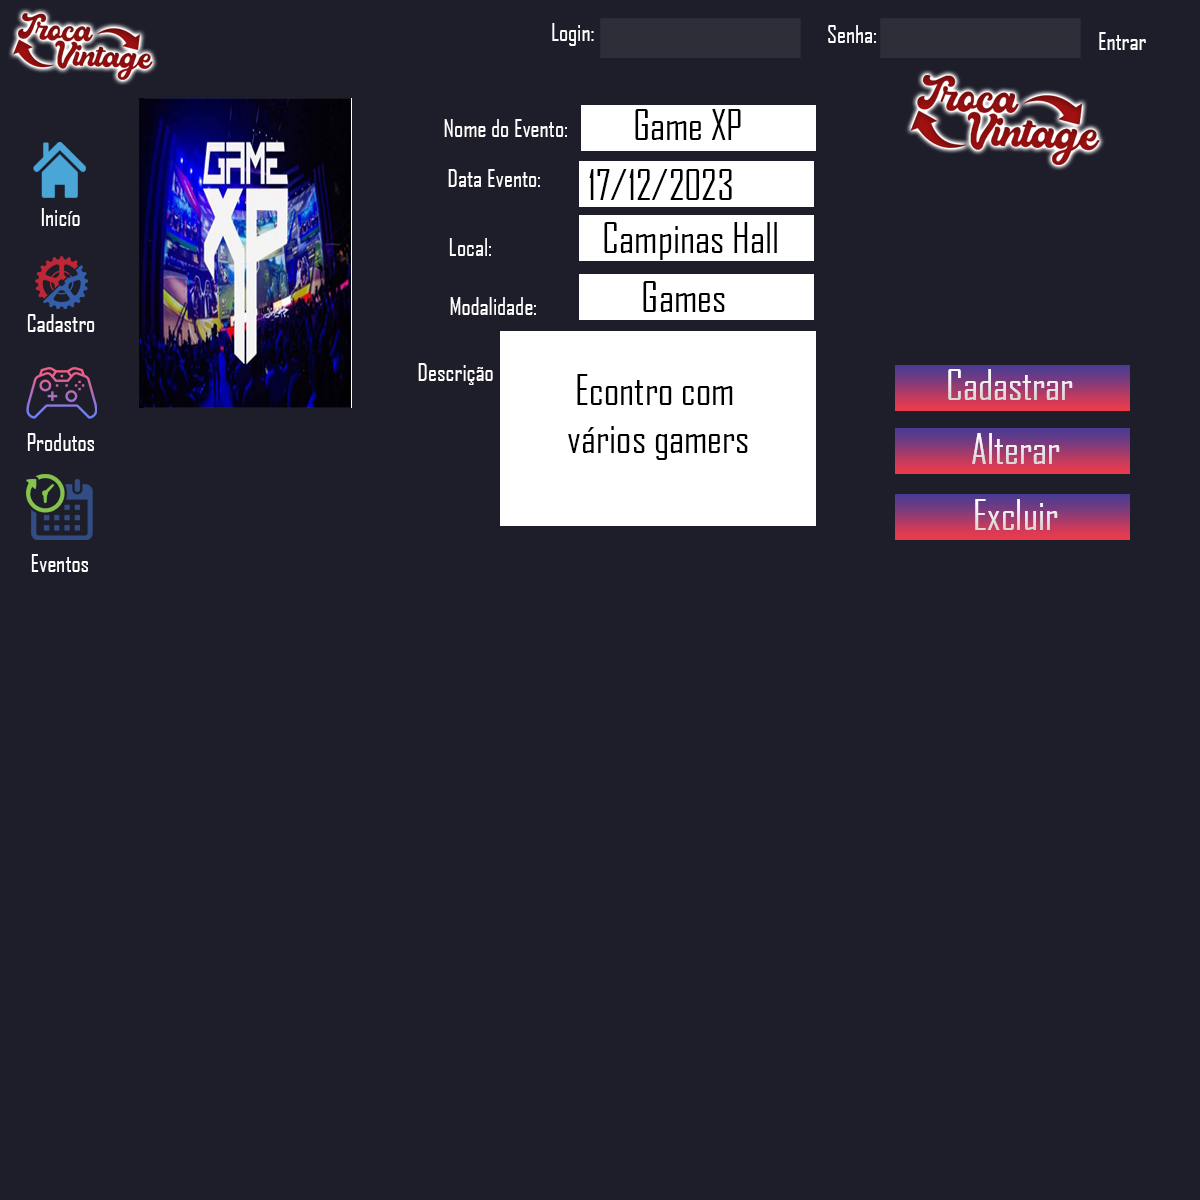 Troca
Vintage
Login:
Senha:
Entrar
Troca
Vintage
Inicío
Cadastro
Produtos
Eventos
GAME
XP
Nome do Evento: Game XP
Data Evento: 17/12/2023
Local: Campinas Hall
Modalidade: Games
Descrição
Econtro com
vários gamers
Cadastrar
Alterar
Excluir